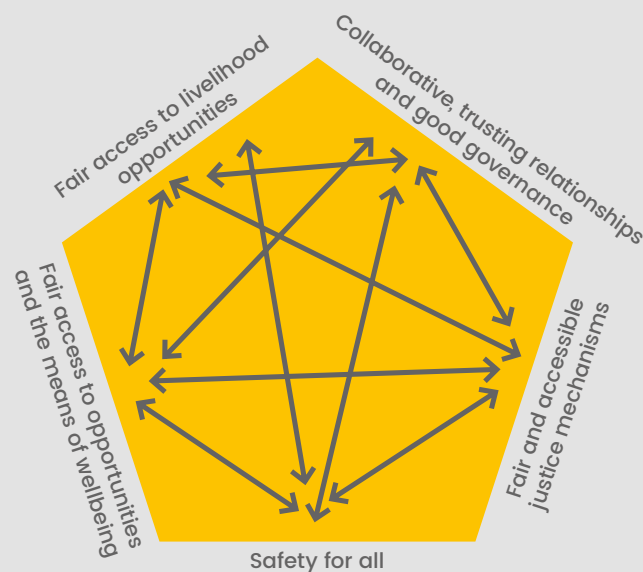 Fair access to livelihood
opportunities
Collaborative, trusting relationships
and good governance
Fair access to opportunities
and the means of wellbeing
Fair and accessible
justice mechanisms
Safety for all